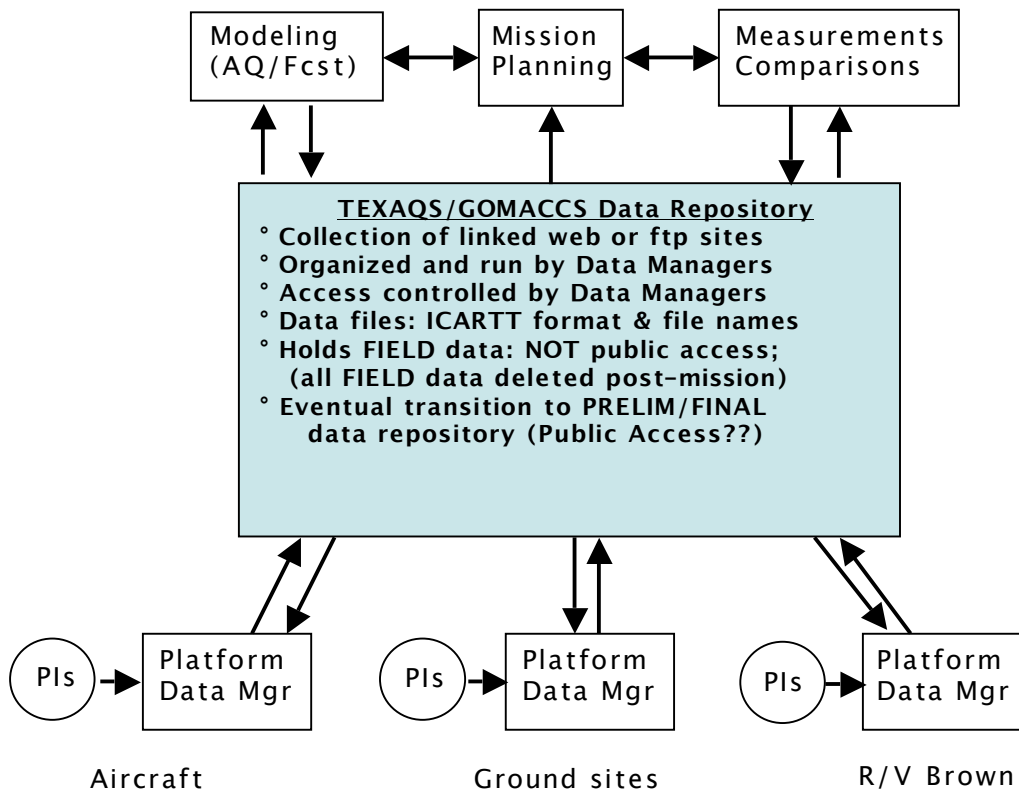 Modeling
(AQ/Fcst)
Mission
Planning
Measurements
Comparisons
TEXAQS/GOMACCS Data Repository
° Collection of linked web or ftp sites
° Organized and run by Data Managers
° Access controlled by Data Managers
° Data files: ICARTT format & file names
° Holds FIELD data: NOT public access;
(all FIELD data deleted post-mission)
° Eventual transition to PRELIM/FINAL
data repository (Public Access??)
PIs
Platform
Data Mgr
PIs
Platform
Data Mgr
PIs
Platform
Data Mgr
Aircraft
Ground sites
R/V Brown